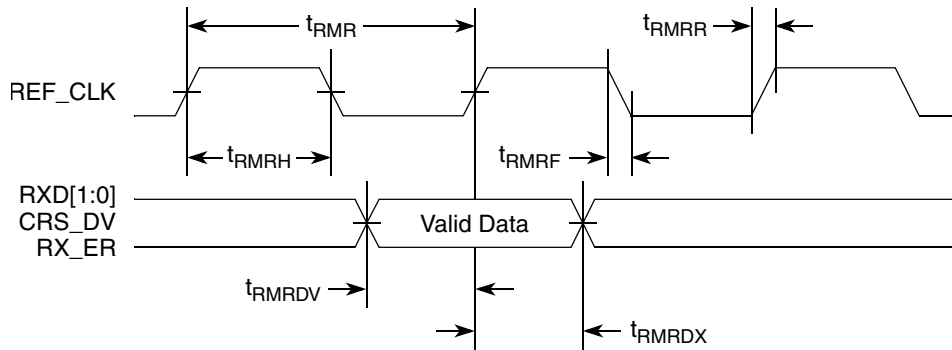 tRMR
tRMRR
REF_CLK
tRMRH
tRMRF
RXD[1:0]
CRS_DV
RX_ER
Valid Data
tRMRDV
tRMRDX